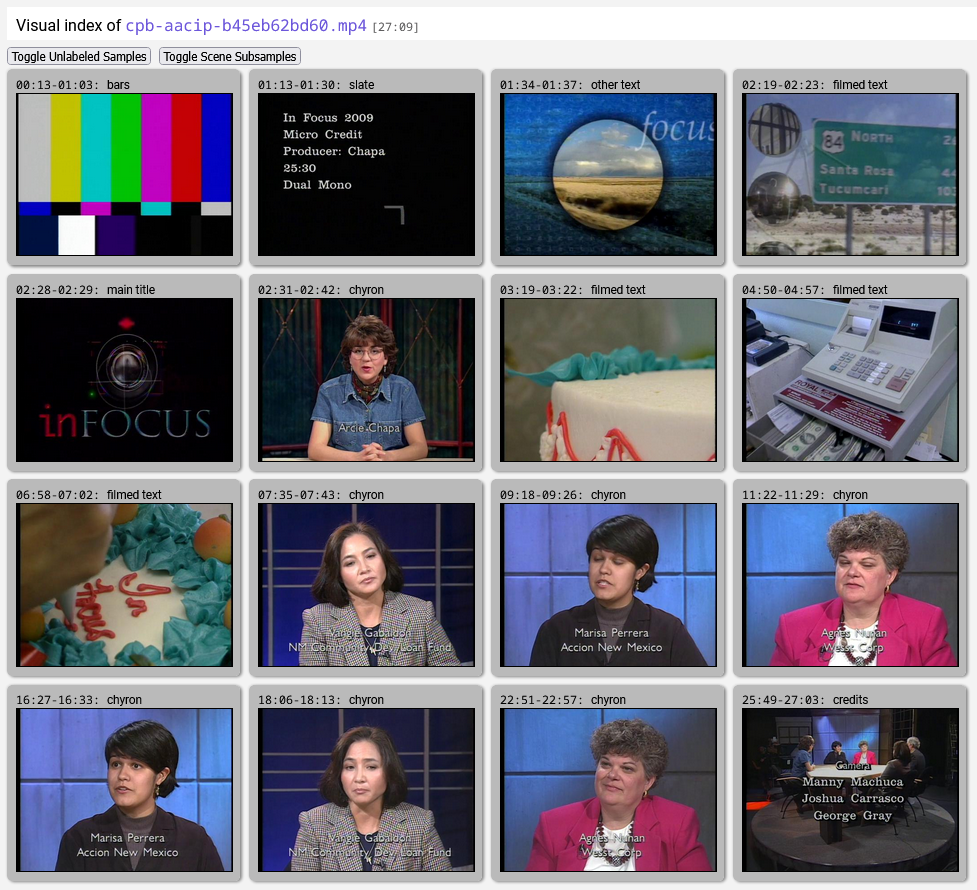 Visual index of cpb-aacip-b45eb62bd60.mp4 [27:09]
Toggle Unlabeled Samples
Toggle Scene Subsamples
00:13-01:03: bars
01:13-01:30: slate
In Focus 2009
Micro Credit
Producer: Chapa
25:30
Dual Mono
01:34-01:37: other text
focus
02:19-02:23: filmed text
84 NORTH
Santa Rosa
Tucumcari
02:28-02:29: main title
inFOCUS
02:31-02:42: chyron
Arcie Chapa
03:19-03:22: filmed text
04:50-04:57: filmed text
ROYAL
06:58-07:02: filmed text
07:35-07:43: chyron
Vangie Gabaldon
NM Community Dev Loan Fund
09:18-09:26: chyron
Marisa Perrera
Accion New Mexico
11:22-11:29: chyron
Agnes Nunan
Wesst Corp
16:27-16:33: chyron
Marisa Perrera
Accion New Mexico
18:06-18:13: chyron
Vangie Gabaldon
NM Community Dev Loan Fund
22:51-22:57: chyron
Agnes Nunan
Wesst Corp
25:49-27:03: credits
Camera
Manny Machuca
Joshua Carrasco
George Gray